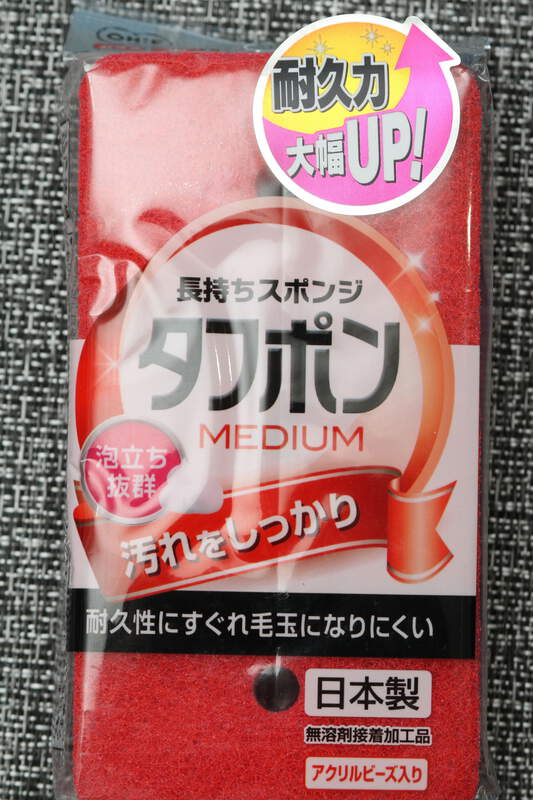 耐久力
大幅UP!
長持ちスポンジ
タフポン
MEDIUM
泡立ち
抜群
汚れをしっかり
耐久性にすぐれ毛玉になりにくい
日本製
無溶剤接着加工品
アクリルビーズ入り